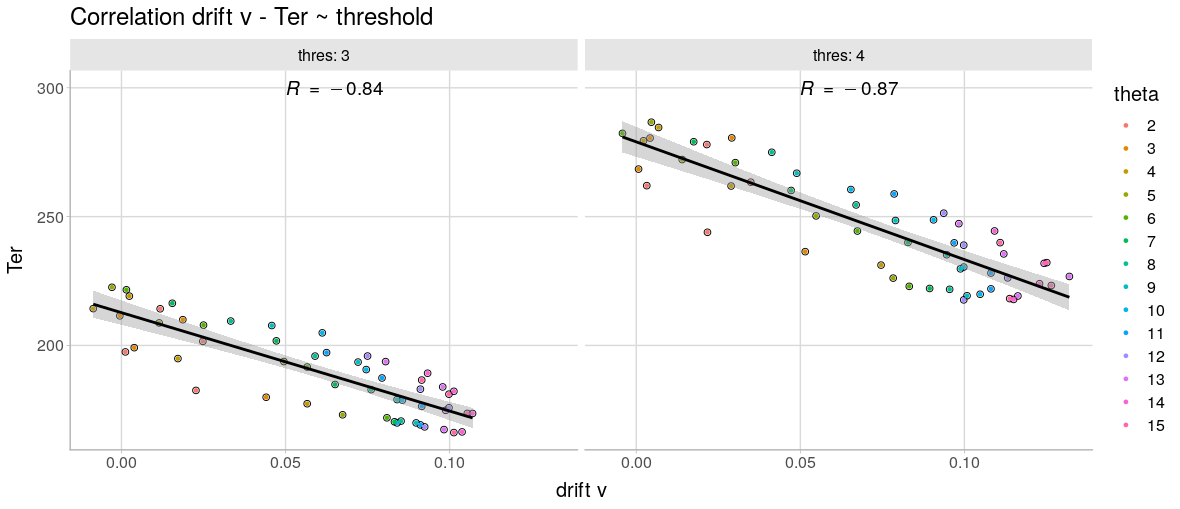 Correlation drift v - Ter ~ threshold
thres: 3
thres: 4
R = −0.84
R = −0.87
Ter
300
250
200
0.00
0.05
0.10
0.00
0.05
0.10
drift v
theta
2
3
4
5
6
7
8
9
10
11
12
13
14
15